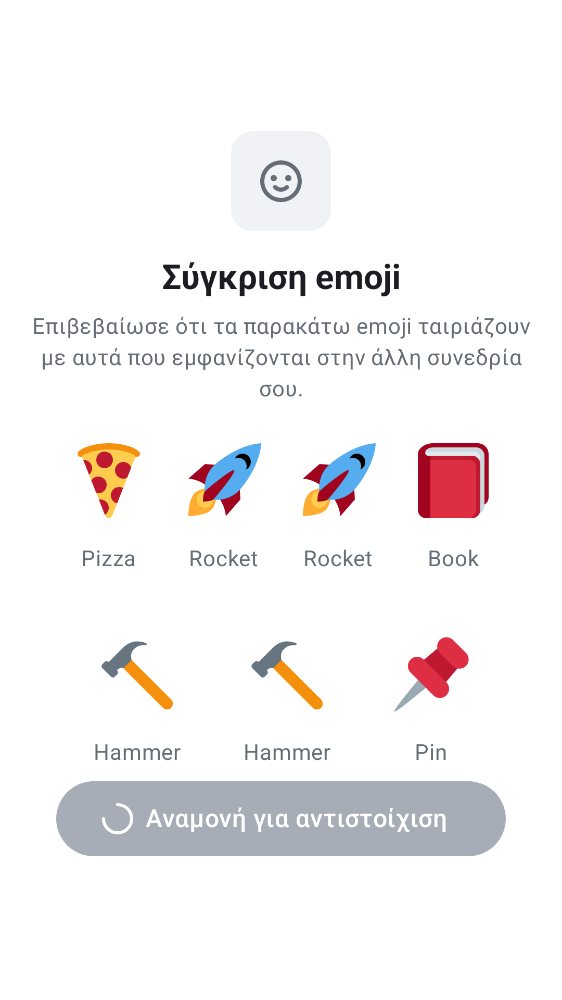 Σύγκριση emoji
Επιβεβαίωσε ότι τα παρακάτω emoji ταιριάζουν
με αυτά που εμφανίζονται στην άλλη συνεδρία
σου.
Pizza Rocket Rocket Book
Hammer Hammer Pin
Αναμονή για αντιστοίχιση